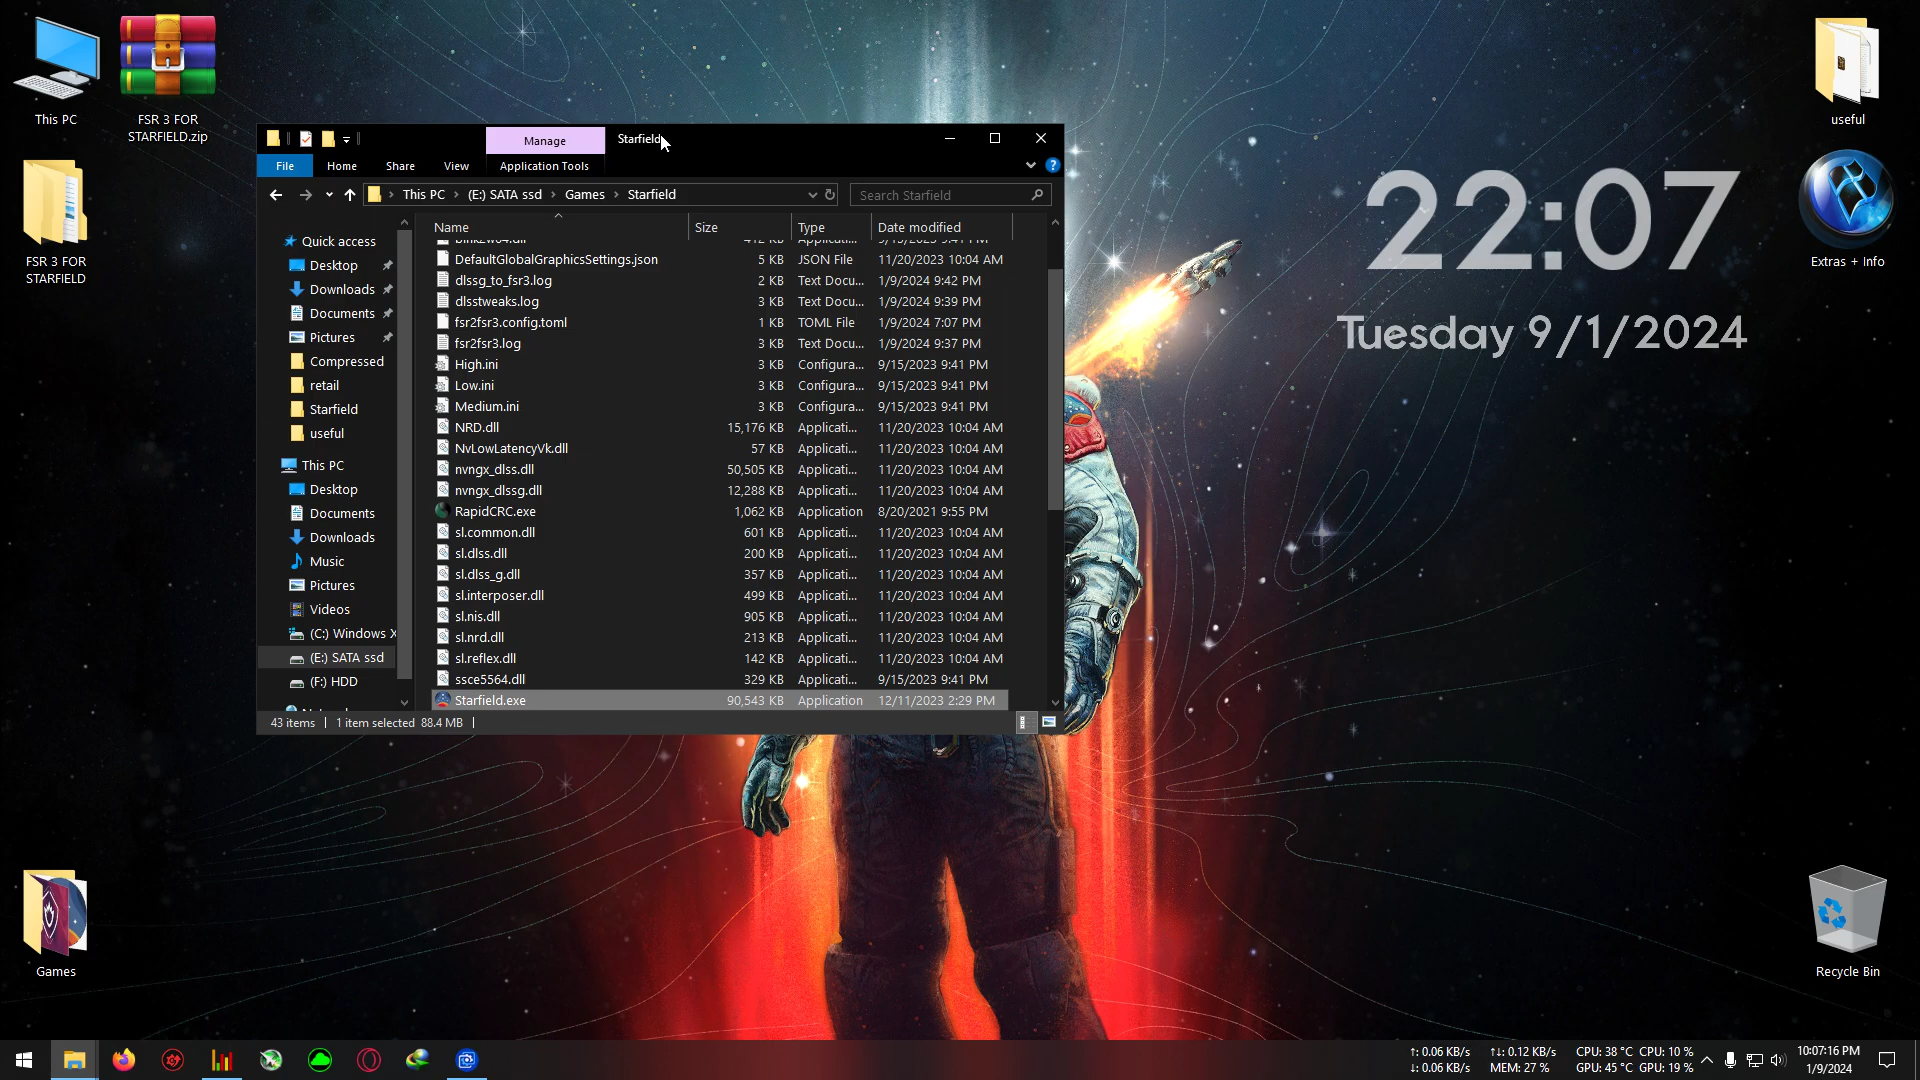 This PC
FSR 3 FOR
STARFIELD.zip
FSR 3 FOR
STARFIELD
Games
useful
Extras + Info
Recycle Bin
22:07
Tuesday 9/1/2024
Manage
Starfield
File
Home
Share
View
Application Tools
This PC
(E:) SATA ssd
Games
Starfield
Search Starfield
Quick access
Desktop
Downloads
Documents
Pictures
Compressed
retail
Starfield
useful
This PC
Desktop
Documents
Downloads
Music
Pictures
Videos
(C:) Windows X
(E:) SATA ssd
(F:) HDD
Name Size Type Date modified
DefaultGlobalGraphicsSettings.json 5 KB JSON File 11/20/2023 10:04 AM
dlssg_to_fsr3.log 2 KB Text Docu... 1/9/2024 9:42 PM
dlsstweaks.log 3 KB Text Docu... 1/9/2024 9:39 PM
fsr2fsr3.config.toml 1 KB TOML File 1/9/2024 7:07 PM
fsr2fsr3.log 3 KB Text Docu... 1/9/2024 9:37 PM
High.ini 3 KB Configura... 9/15/2023 9:41 PM
Low.ini 3 KB Configura... 9/15/2023 9:41 PM
Medium.ini 3 KB Configura... 9/15/2023 9:41 PM
NRD.dll 15,176 KB Applicati... 11/20/2023 10:04 AM
NvLowLatencyVk.dll 57 KB Applicati... 11/20/2023 10:04 AM
nvngx_dlss.dll 50,505 KB Applicati... 11/20/2023 10:04 AM
nvngx_dlssg.dll 12,288 KB Applicati... 11/20/2023 10:04 AM
RapidCRC.exe 1,062 KB Application 8/20/2021 9:55 PM
sl.common.dll 601 KB Applicati... 11/20/2023 10:04 AM
sl.dlss.dll 200 KB Applicati... 11/20/2023 10:04 AM
sl.dlss_g.dll 357 KB Applicati... 11/20/2023 10:04 AM
sl.interposer.dll 499 KB Applicati... 11/20/2023 10:04 AM
sl.nis.dll 905 KB Applicati... 11/20/2023 10:04 AM
sl.nrd.dll 213 KB Applicati... 11/20/2023 10:04 AM
sl.reflex.dll 142 KB Applicati... 11/20/2023 10:04 AM
ssce5564.dll 329 KB Applicati... 9/15/2023 9:41 PM
Starfield.exe 90,543 KB Application 12/11/2023 2:29 PM
43 items 1 item selected 88.4 MB
↑: 0.06 KB/s ↑↓: 0.12 KB/s CPU: 38 °C CPU: 10 %
↓: 0.06 KB/s MEM: 27 % GPU: 45 °C GPU: 19 %
10:07:16 PM
1/9/2024